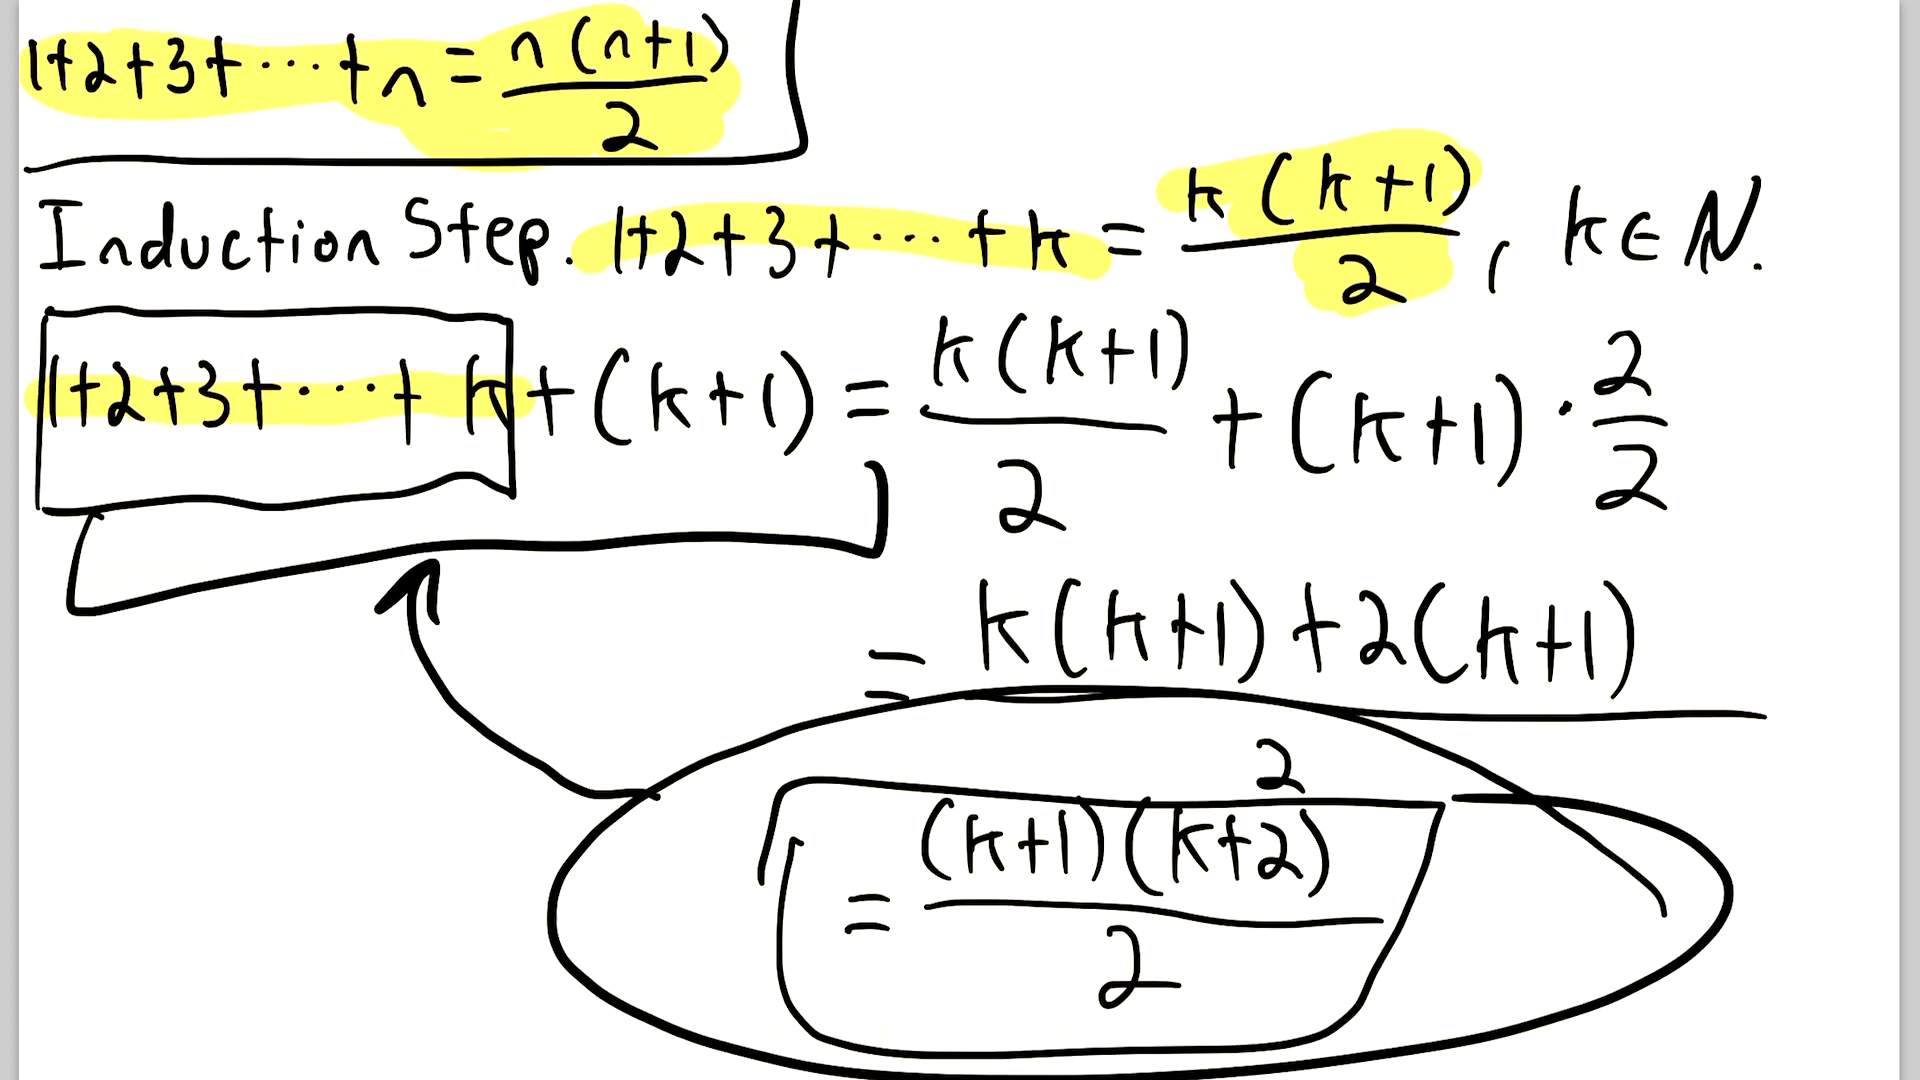 1+2+3+⋯+n = n(n+1)/2
Induction Step. 1+2+3+⋯+k = k(k+1)/2, k∈N.
1+2+3+⋯+k+(k+1) = k(k+1)/2 + (k+1)·2/2
= k(k+1)+2(k+1)/2
= (k+1)(k+2)/2